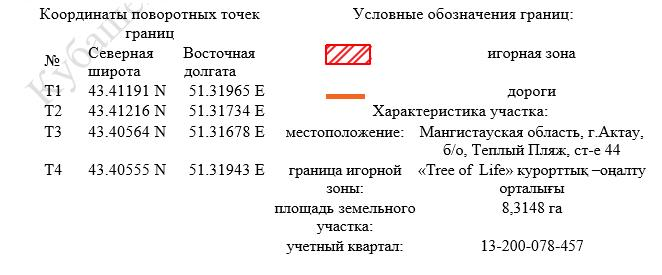 Координаты поворотных точек границ
Условные обозначения границ:
№
Северная широта
Восточная долгата
игорная зона
Т1 43.41191 N 51.31965 E
дороги
Т2 43.41216 N 51.31734 E
Характеристика участка:
Т3 43.40564 N 51.31678 E
местоположение: Мангистауская область, г.Актау,
б/о, Теплый Пляж, ст-е 44
Т4 43.40555 N 51.31943 E
граница игорной зоны: «Tree of Life» курорттық –оңалту
орталығы
площадь земельного участка: 8,3148 га
учетный квартал: 13-200-078-457